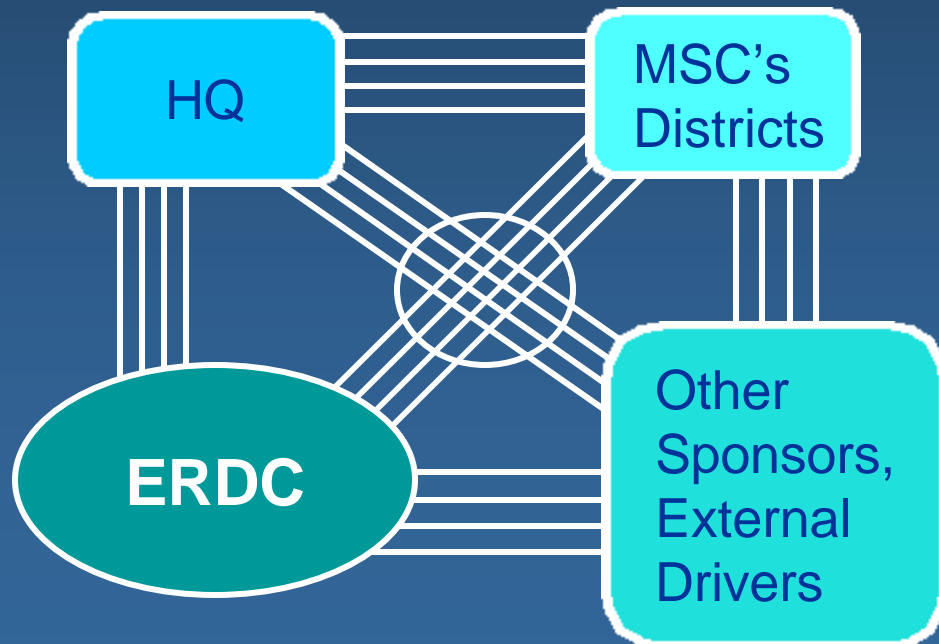 HQ
MSC's
Districts
ERDC
Other
Sponsors,
External
Drivers